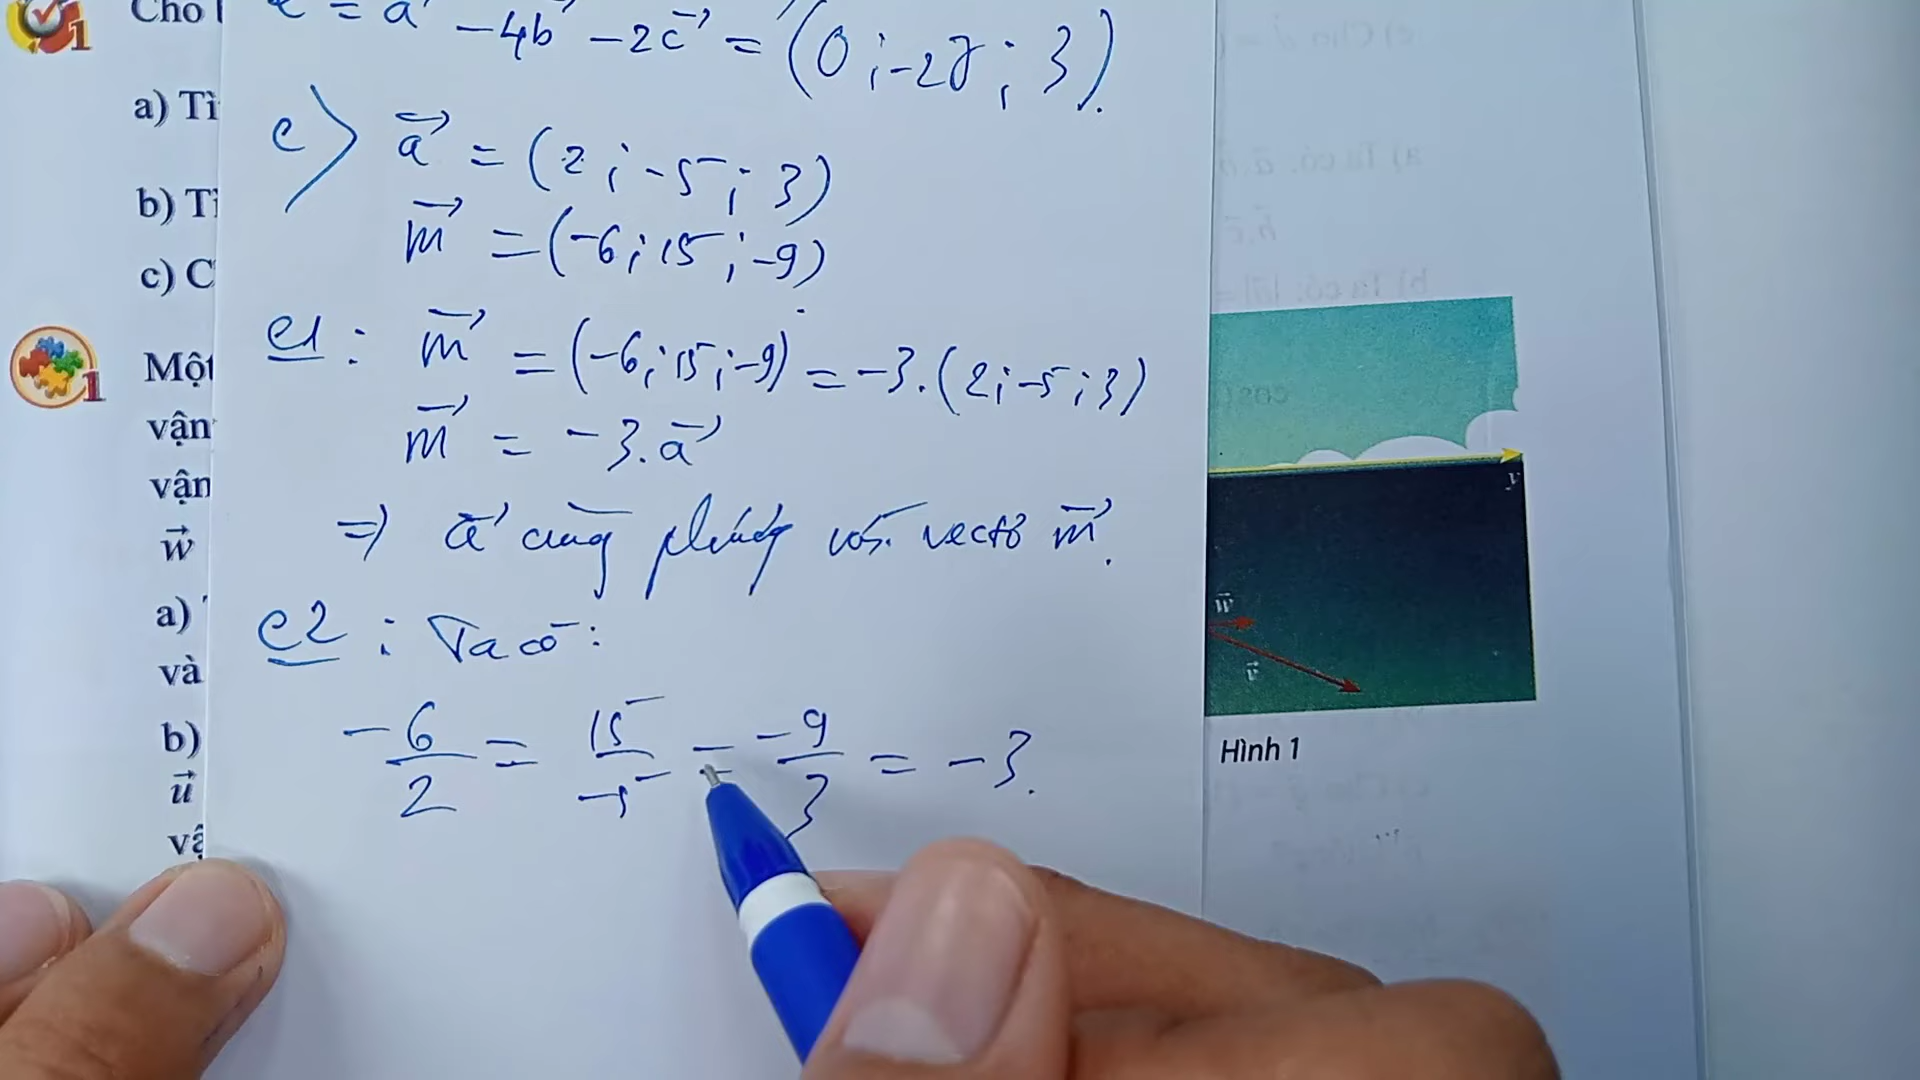 Cho
= a⃗ - 4b⃗ - 2c⃗ = (0; -27; 3).
a) Tì
c) a⃗ = (2; -5; 3)
b) Tì
m⃗ = (-6; 15; -9)
c) C
1
C1: m⃗ = (-6; 15; -9) = -3.(2; -5; 3)
Một
m⃗ = -3.a⃗
vận
vận
⇒ a⃗ cùng phương với vectơ m⃗.
w⃗
a)
C2: Ta có:
và
-6/2 = 15/-5 = -9/3 = -3.
b)
u⃗
y
w⃗
v⃗
Hình 1